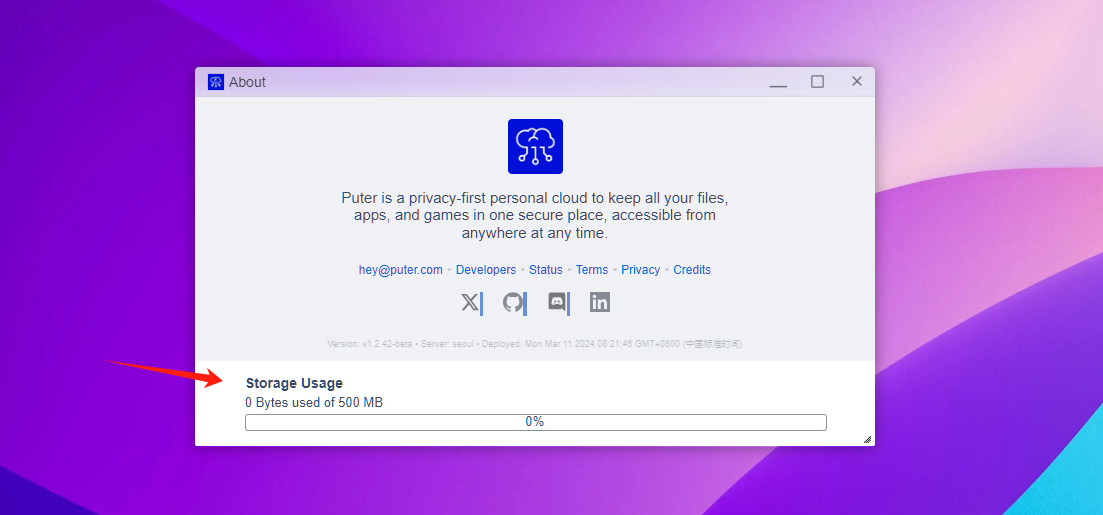 About
Puter is a privacy-first personal cloud to keep all your files,
apps, and games in one secure place, accessible from
anywhere at any time.
hey@puter.com • Developers • Status • Terms • Privacy • Credits
Version: v1.2.42-beta • Server: seoul • Deployed: Mon Mar 11 2024 08:21:46 GMT+0800 (中国标准时间)
Storage Usage
0 Bytes used of 500 MB
0%